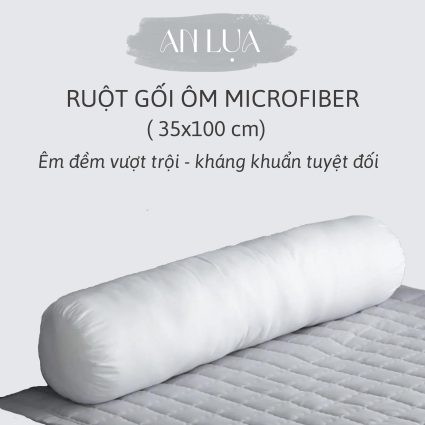 AN LỤA
RUỘT GỐI ÔM MICROFIBER
( 35x100 cm)
Êm đềm vượt trội - kháng khuẩn tuyệt đối